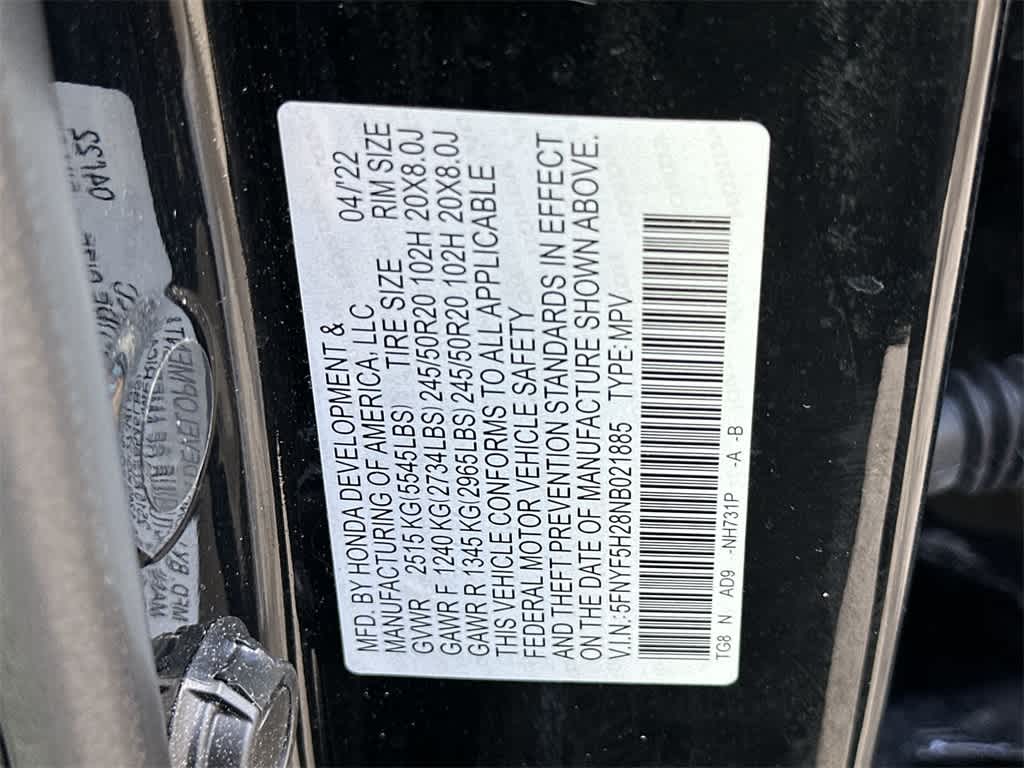 MFD. BY HONDA DEVELOPMENT &
MANUFACTURING OF AMERICA, LLC 04/'22
GVWR 2515 KG(5545LBS) TIRE SIZE RIM SIZE
GAWR F 1240 KG(2734LBS) 245/50R20 102H 20X8.0J
GAWR R 1345 KG(2965LBS) 245/50R20 102H 20X8.0J
THIS VEHICLE CONFORMS TO ALL APPLICABLE
FEDERAL MOTOR VEHICLE SAFETY
AND THEFT PREVENTION STANDARDS IN EFFECT
ON THE DATE OF MANUFACTURE SHOWN ABOVE.
V.I.N.:5FNYF5H28NB021885 TYPE:MPV
TG8 N AD9 -NH731P -A -B